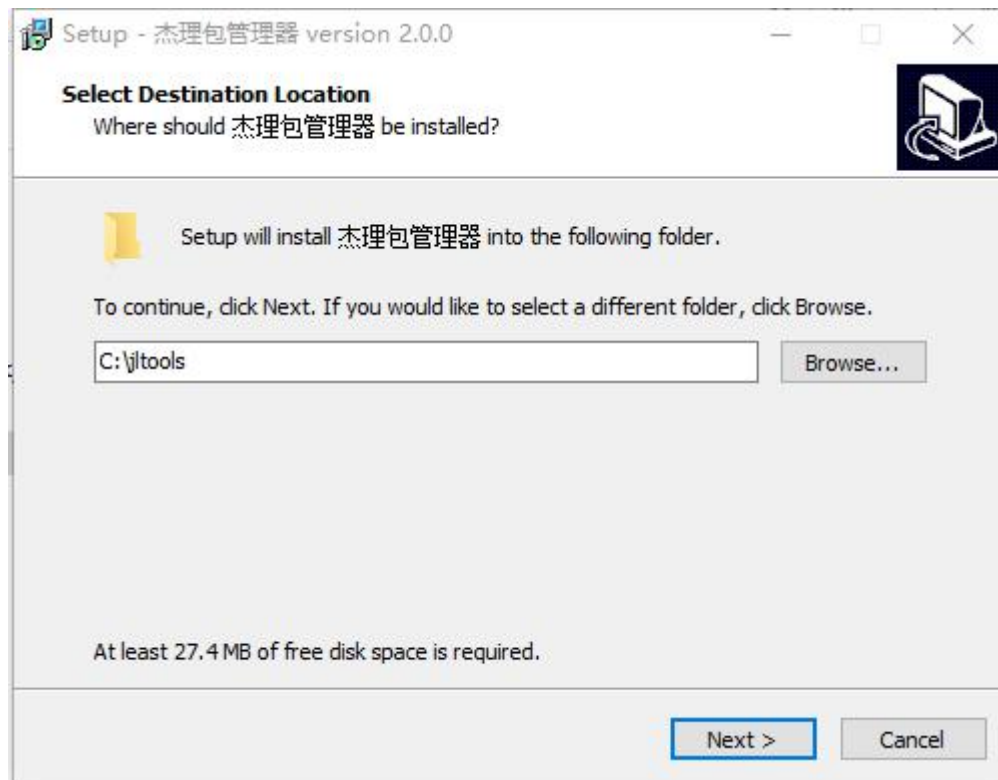 Setup - 杰理包管理器 version 2.0.0
Select Destination Location
Where should 杰理包管理器 be installed?
Setup will install 杰理包管理器 into the following folder.
To continue, click Next. If you would like to select a different folder, click Browse.
C:\jltools
Browse...
At least 27.4 MB of free disk space is required.
Next >
Cancel